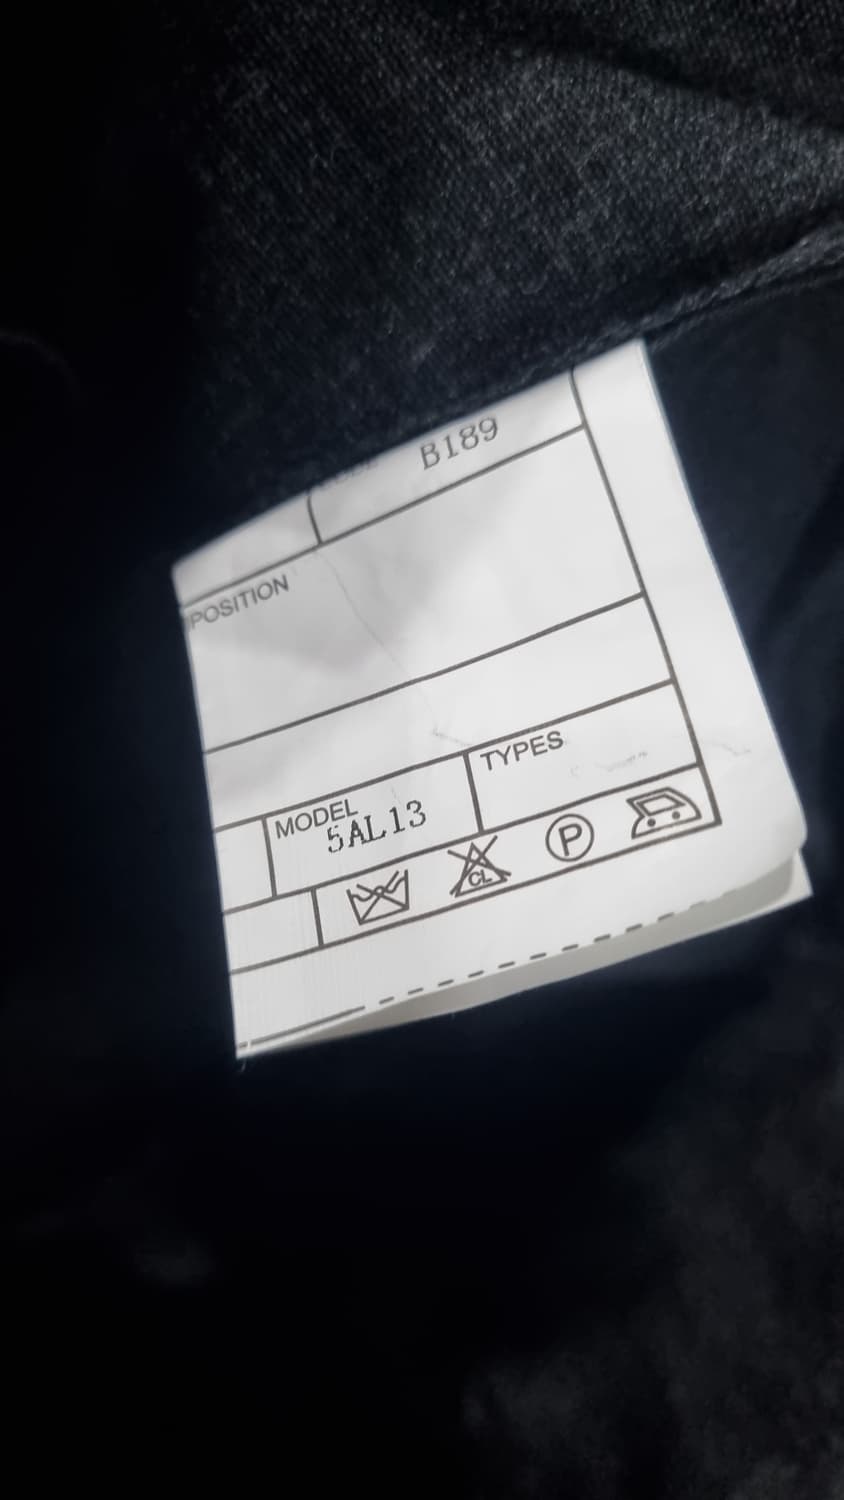 B189
POSITION
MODEL
5AL13
TYPES
CL
P